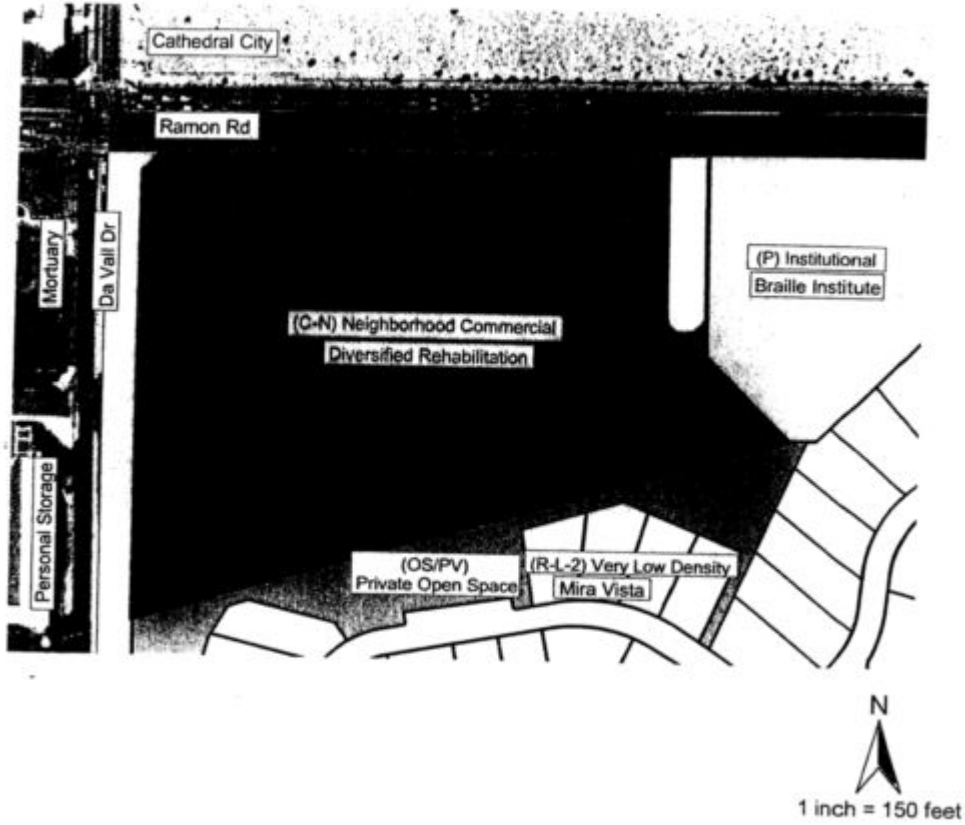 Cathedral City
Ramon Rd
Mortuary
Da Vall Dr
(P) Institutional
Braille Institute
(C-N) Neighborhood Commercial
Diversified Rehabilitation
Personal Storage
(OS/PV)
Private Open Space
(R-L-2) Very Low Density
Mira Vista
N
1 inch = 150 feet